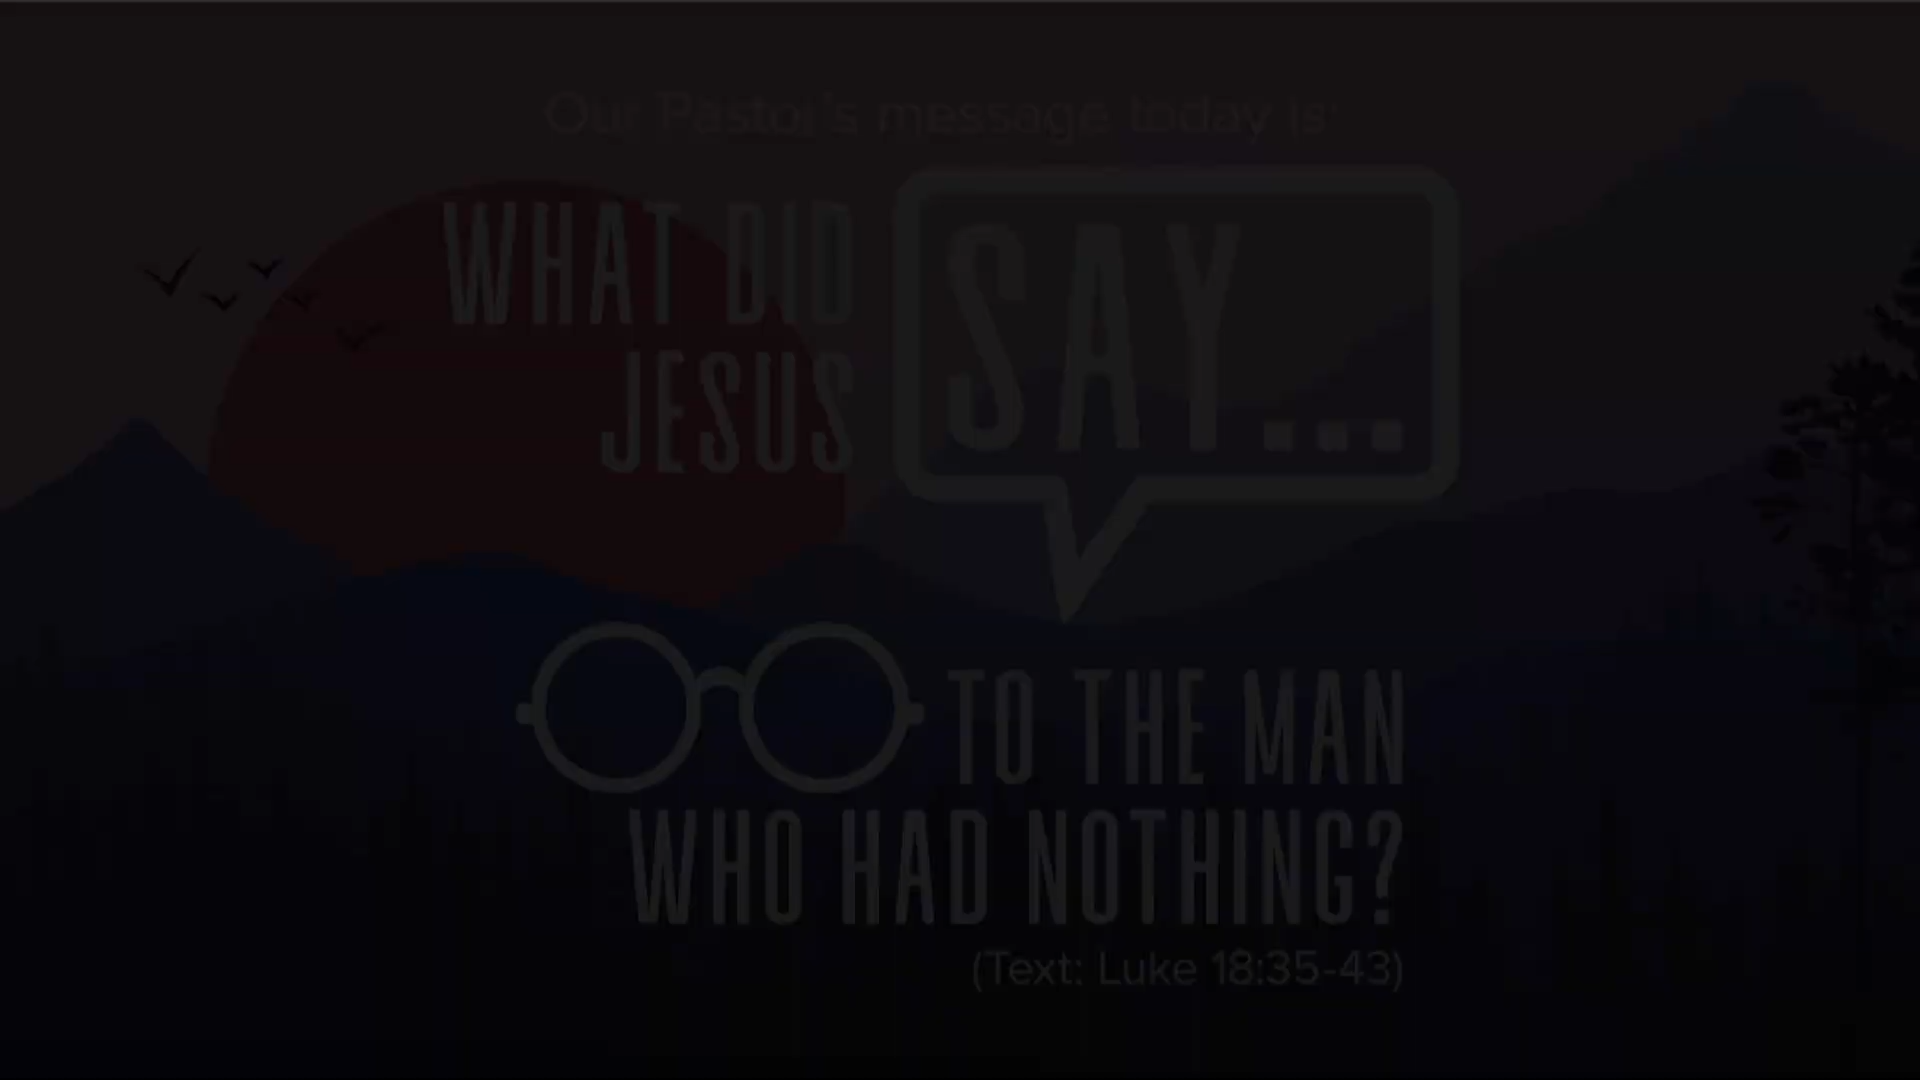 Our Pastor's message today is:
WHAT DID
JESUS
SAY...
TO THE MAN
WHO HAD NOTHING?
(Text: Luke 18:35-43)